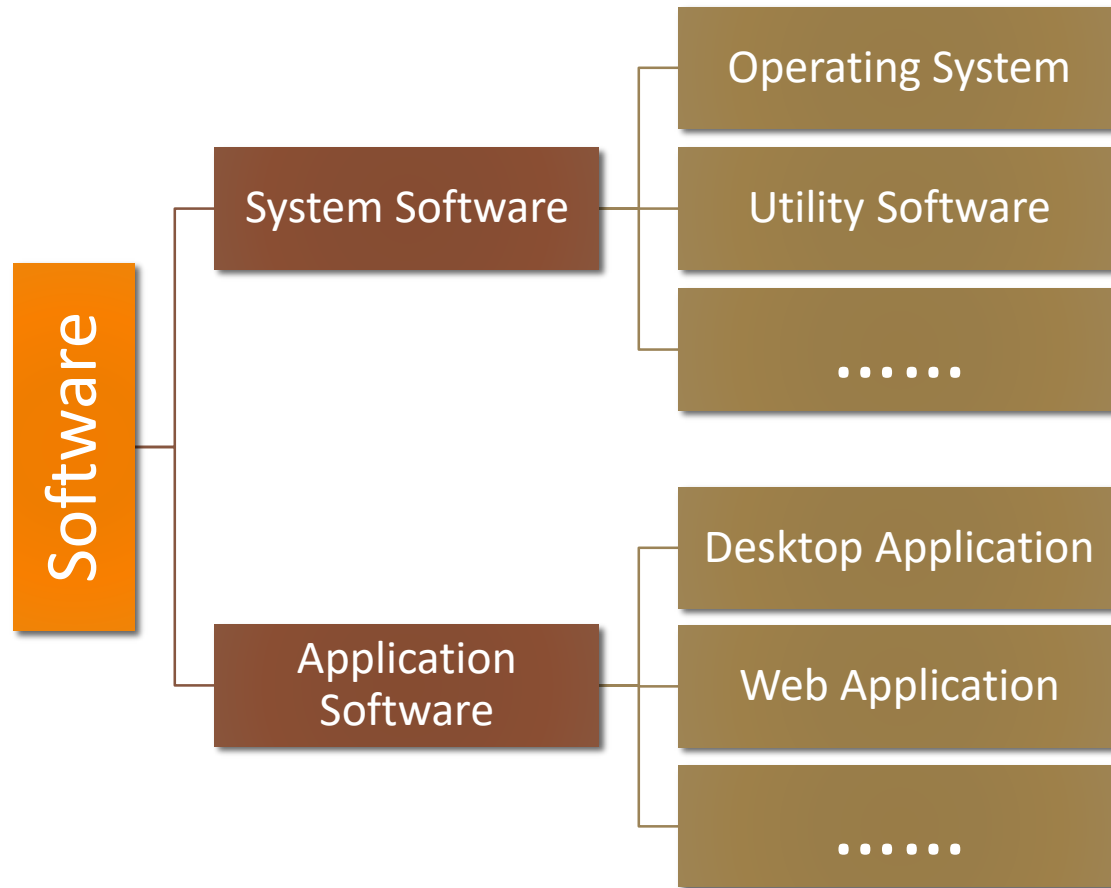 Software
System Software
Operating System
Utility Software
......
Application
Software
Desktop Application
Web Application
......